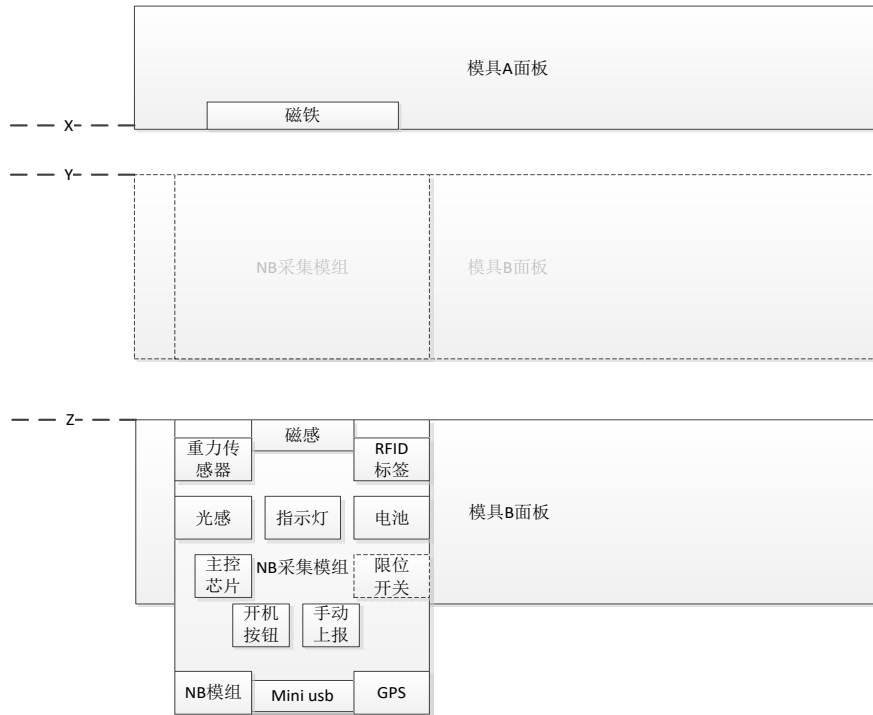 模具A面板
磁铁
X
Y
NB采集模组
模具B面板
Z
磁感
重力传
感器
RFID
标签
光感
指示灯
电池
模具B面板
主控
芯片
NB采集模组
限位
开关
开机
按钮
手动
上报
NB模组
Mini usb
GPS